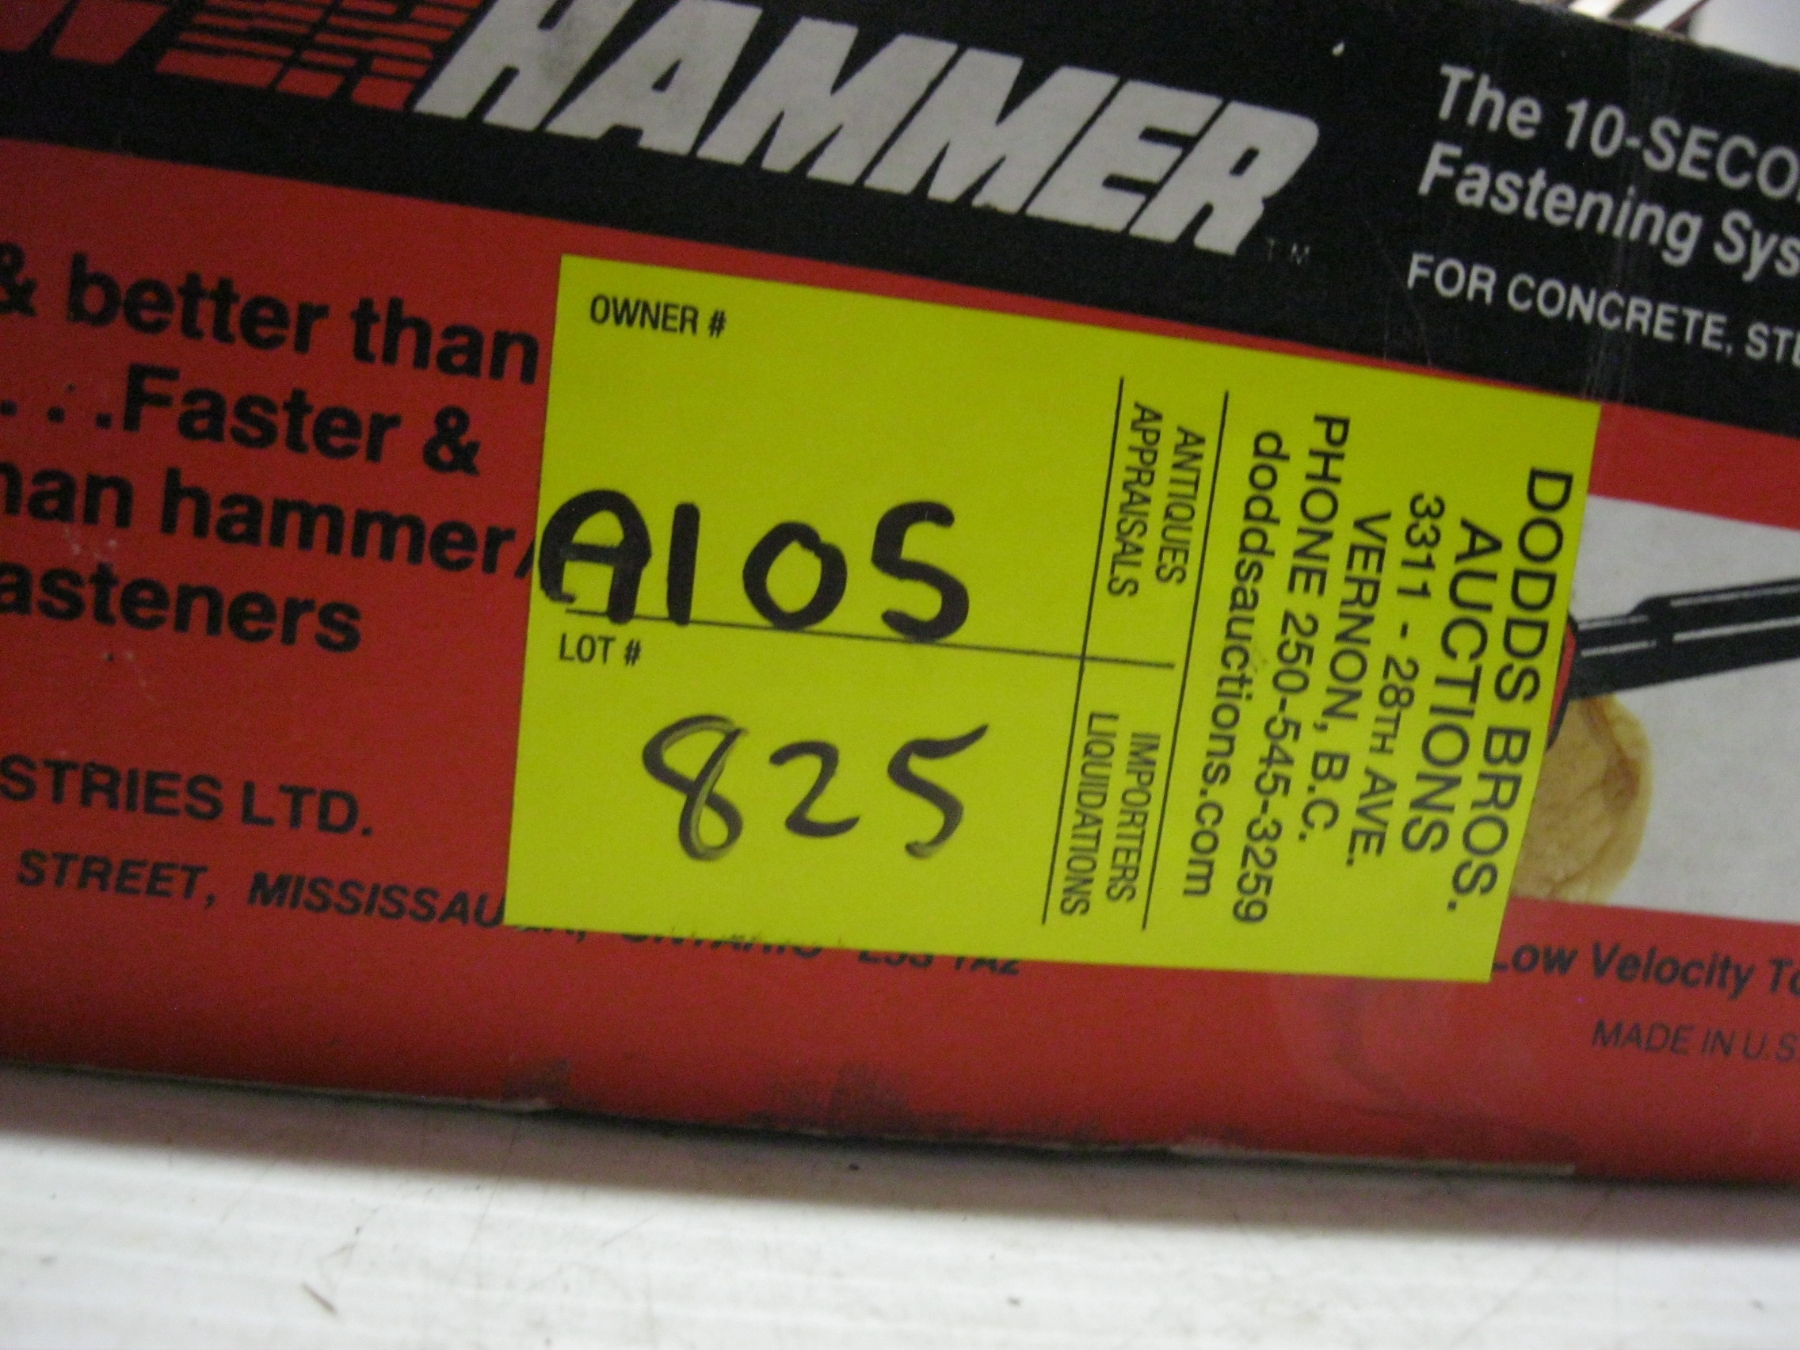 HAMMER TM
The 10-SECO
Fastening Sys
FOR CONCRETE, STE
& better than
. . .Faster &
han hammer/
asteners
STRIES LTD.
STREET, MISSISSAU
OWNER #
A105
LOT #
825
ANTIQUES
APPRAISALS
IMPORTERS
LIQUIDATIONS
DODDS BROS.
AUCTIONS
3311 - 28TH AVE.
VERNON, B.C.
PHONE 250-545-3259
doddsauctions.com
Low Velocity To
MADE IN U.S